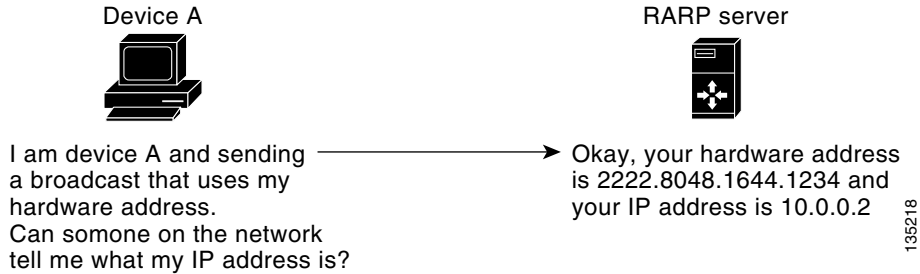 Device A
RARP server
I am device A and sending
a broadcast that uses my
hardware address.
Can somone on the network
tell me what my IP address is?
Okay, your hardware address
is 2222.8048.1644.1234 and
your IP address is 10.0.0.2
135218